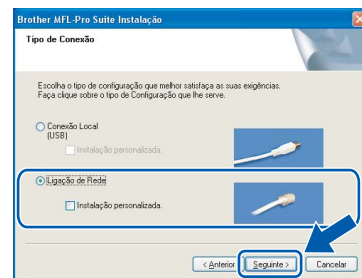 Brother MFL-Pro Suite Instalação
Tipo de Conexão
Escolha o tipo de configuração que melhor satisfaça as suas exigências.
Faça clique sobre o tipo de Configuração que lhe serve.
Conexão Local
(USB)
Instalação personalizada.
Ligação de Rede
Instalação personalizada.
< Anterior
Seguinte >
Cancelar